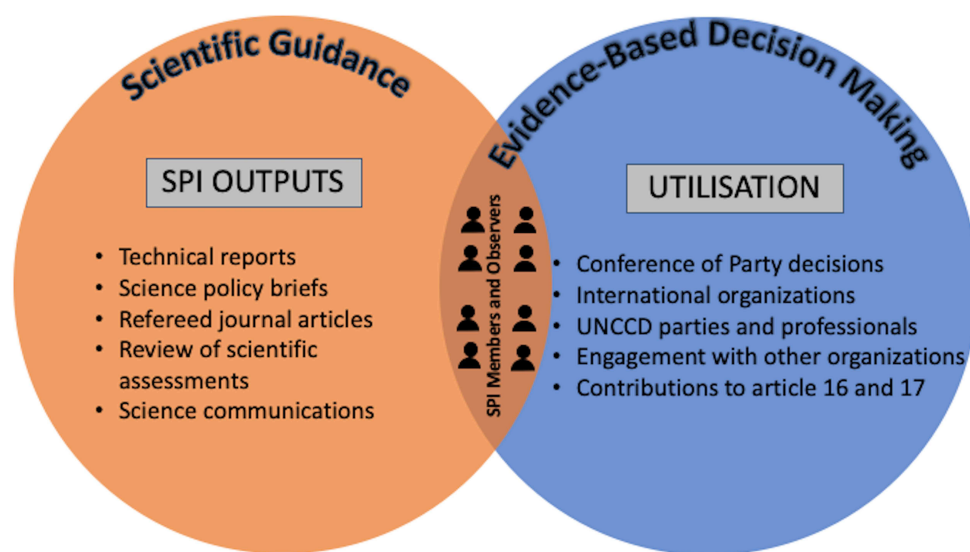 Scientific Guidance
SPI OUTPUTS
• Technical reports
• Science policy briefs
• Refereed journal articles
• Review of scientific
assessments
• Science communications
SPI Members and Observers
Evidence-Based Decision Making
UTILISATION
• Conference of Party decisions
• International organizations
• UNCCD parties and professionals
• Engagement with other organizations
• Contributions to article 16 and 17